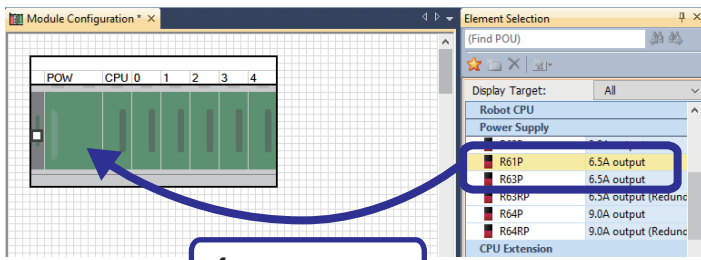 Module Configuration * ×
Element Selection
(Find POU)
Display Target: All
POW CPU 0 1 2 3 4
Robot CPU
Power Supply
R61P 6.5A output
R63P 6.5A output
R63RP 6.5A output (Redund
R64P 9.0A output
R64RP 9.0A output (Redund
CPU Extension